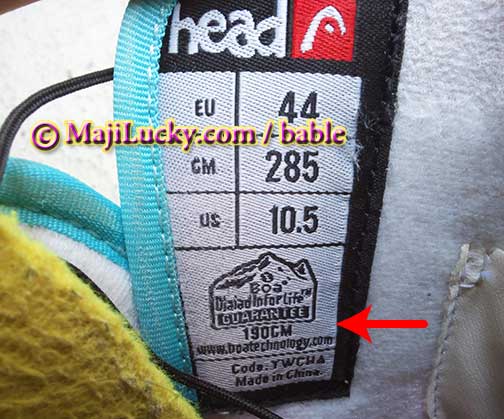 head
EU 44
© MajiLucky.com / bable
CM 285
US 10.5
Boa
Dialed In for Life™
GUARANTEE
190CM
www.boatechnology.com
Code: YWCHA
Made in China.